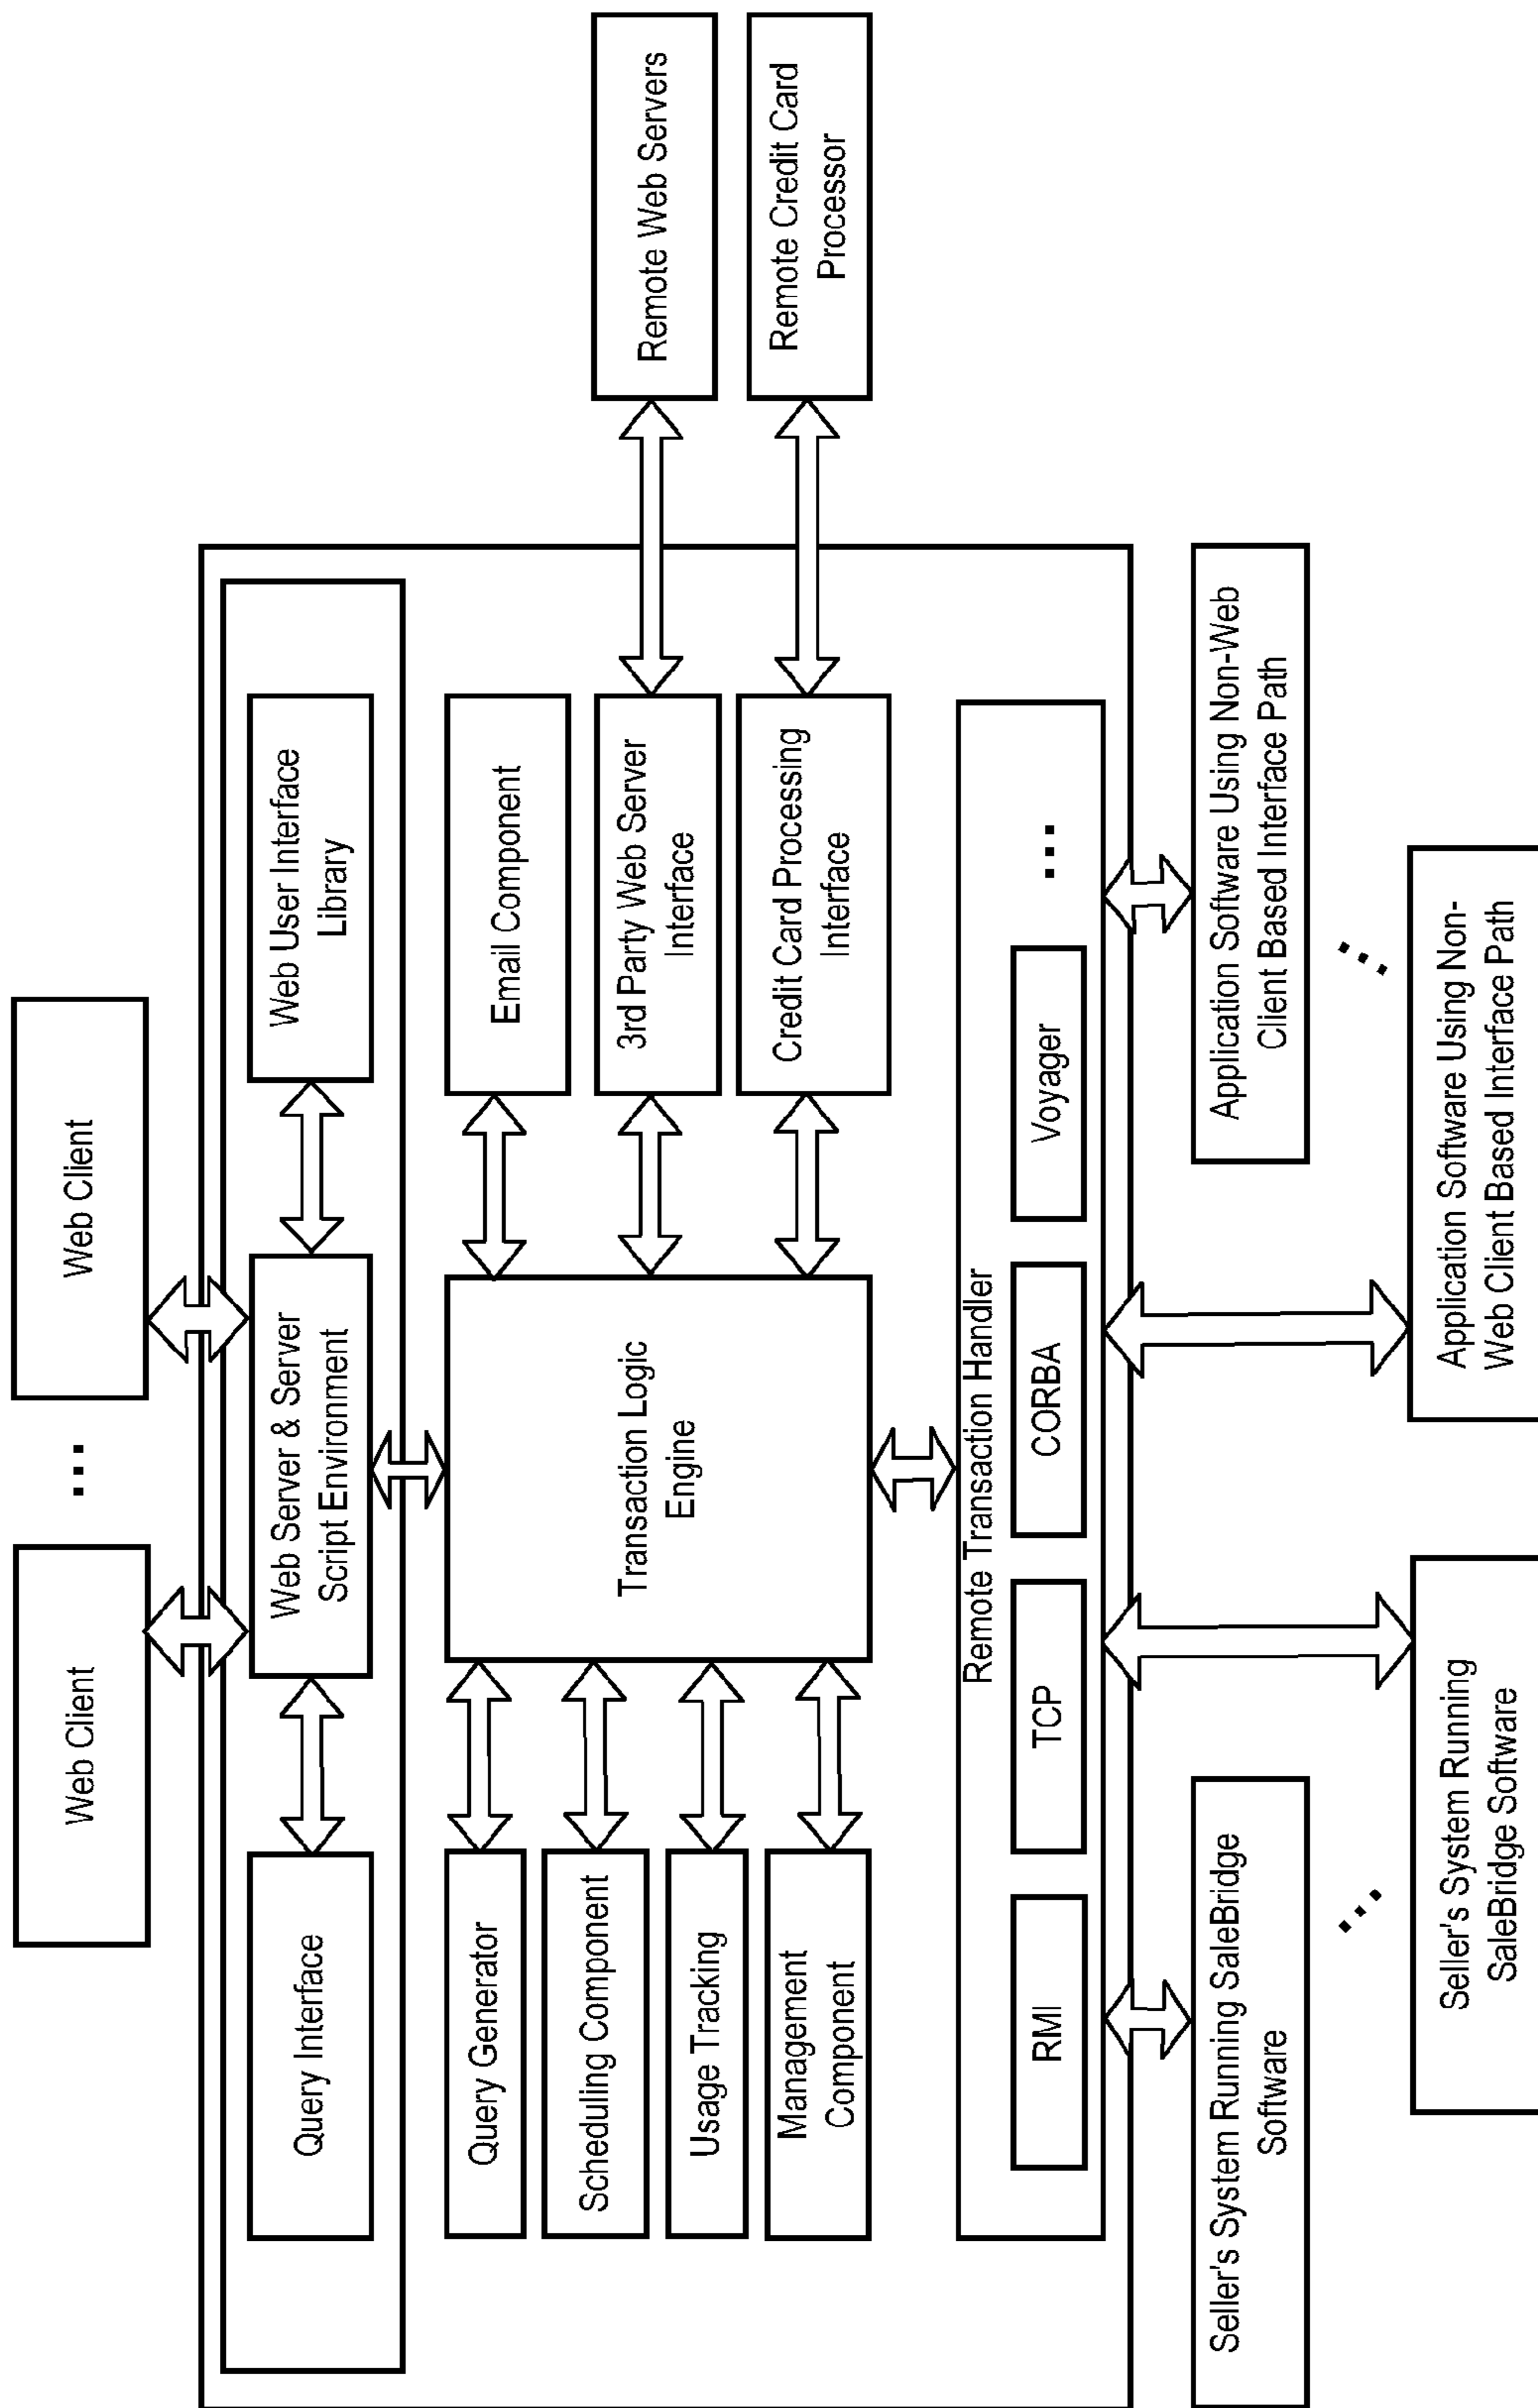 Web Client
...
Web Client
Query Interface
Web Server & Server
Script Environment
Web User Interface
Library
Query Generator
Scheduling Component
Usage Tracking
Management
Component
Transaction Logic
Engine
Email Component
3rd Party Web Server
Interface
Credit Card Processing
Interface
Remote Web Servers
Remote Credit Card
Processor
Remote Transaction Handler
RMI
TCP
CORBA
Voyager
...
Seller's System Running SaleBridge
Software
...
Seller's System Running
SaleBridge Software
Application Software Using Non-Web
Client Based Interface Path
...
Application Software Using Non-
Web Client Based Interface Path